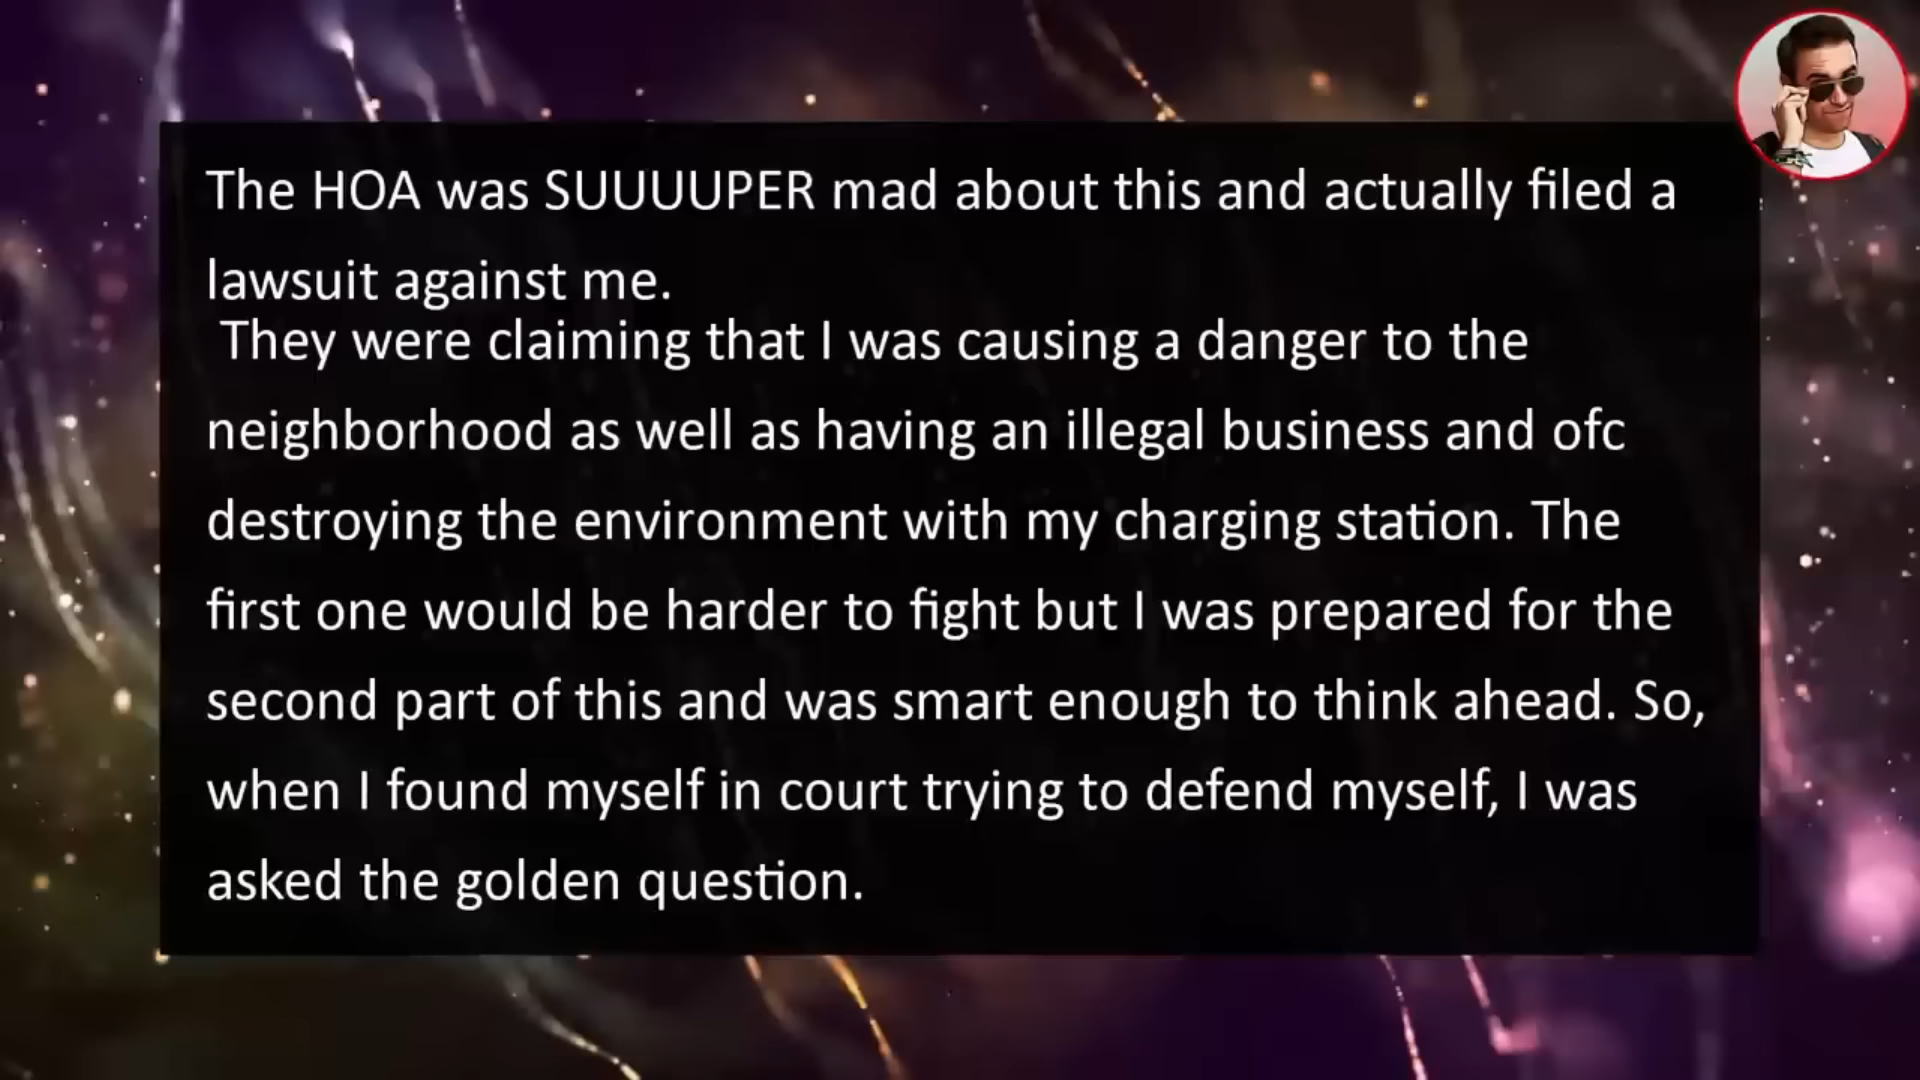 The HOA was SUUUUPER mad about this and actually filed a
lawsuit against me.
They were claiming that I was causing a danger to the
neighborhood as well as having an illegal business and ofc
destroying the environment with my charging station. The
first one would be harder to fight but I was prepared for the
second part of this and was smart enough to think ahead. So,
when I found myself in court trying to defend myself, I was
asked the golden question.